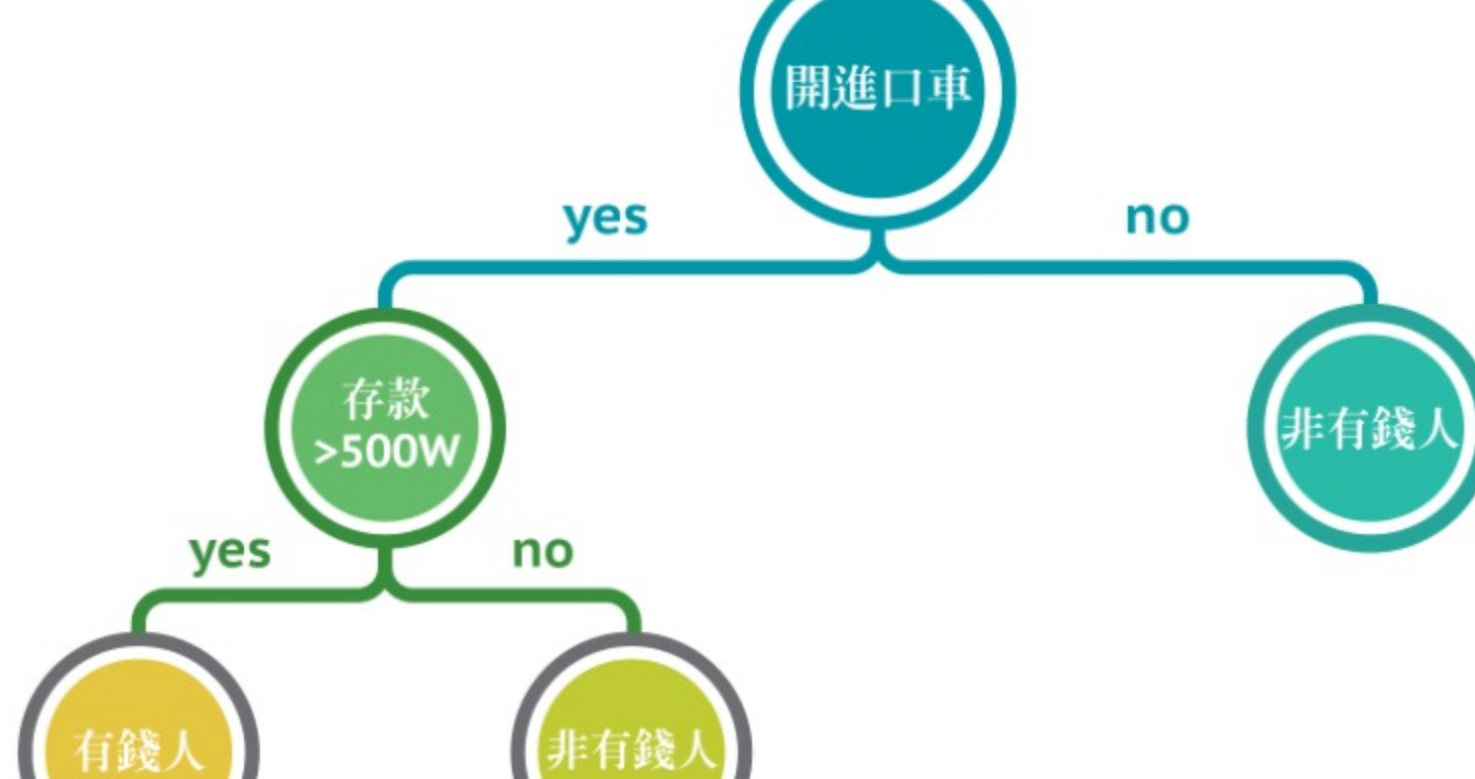 開進口車
yes
no
存款
>500W
非有錢人
yes
no
有錢人
非有錢人